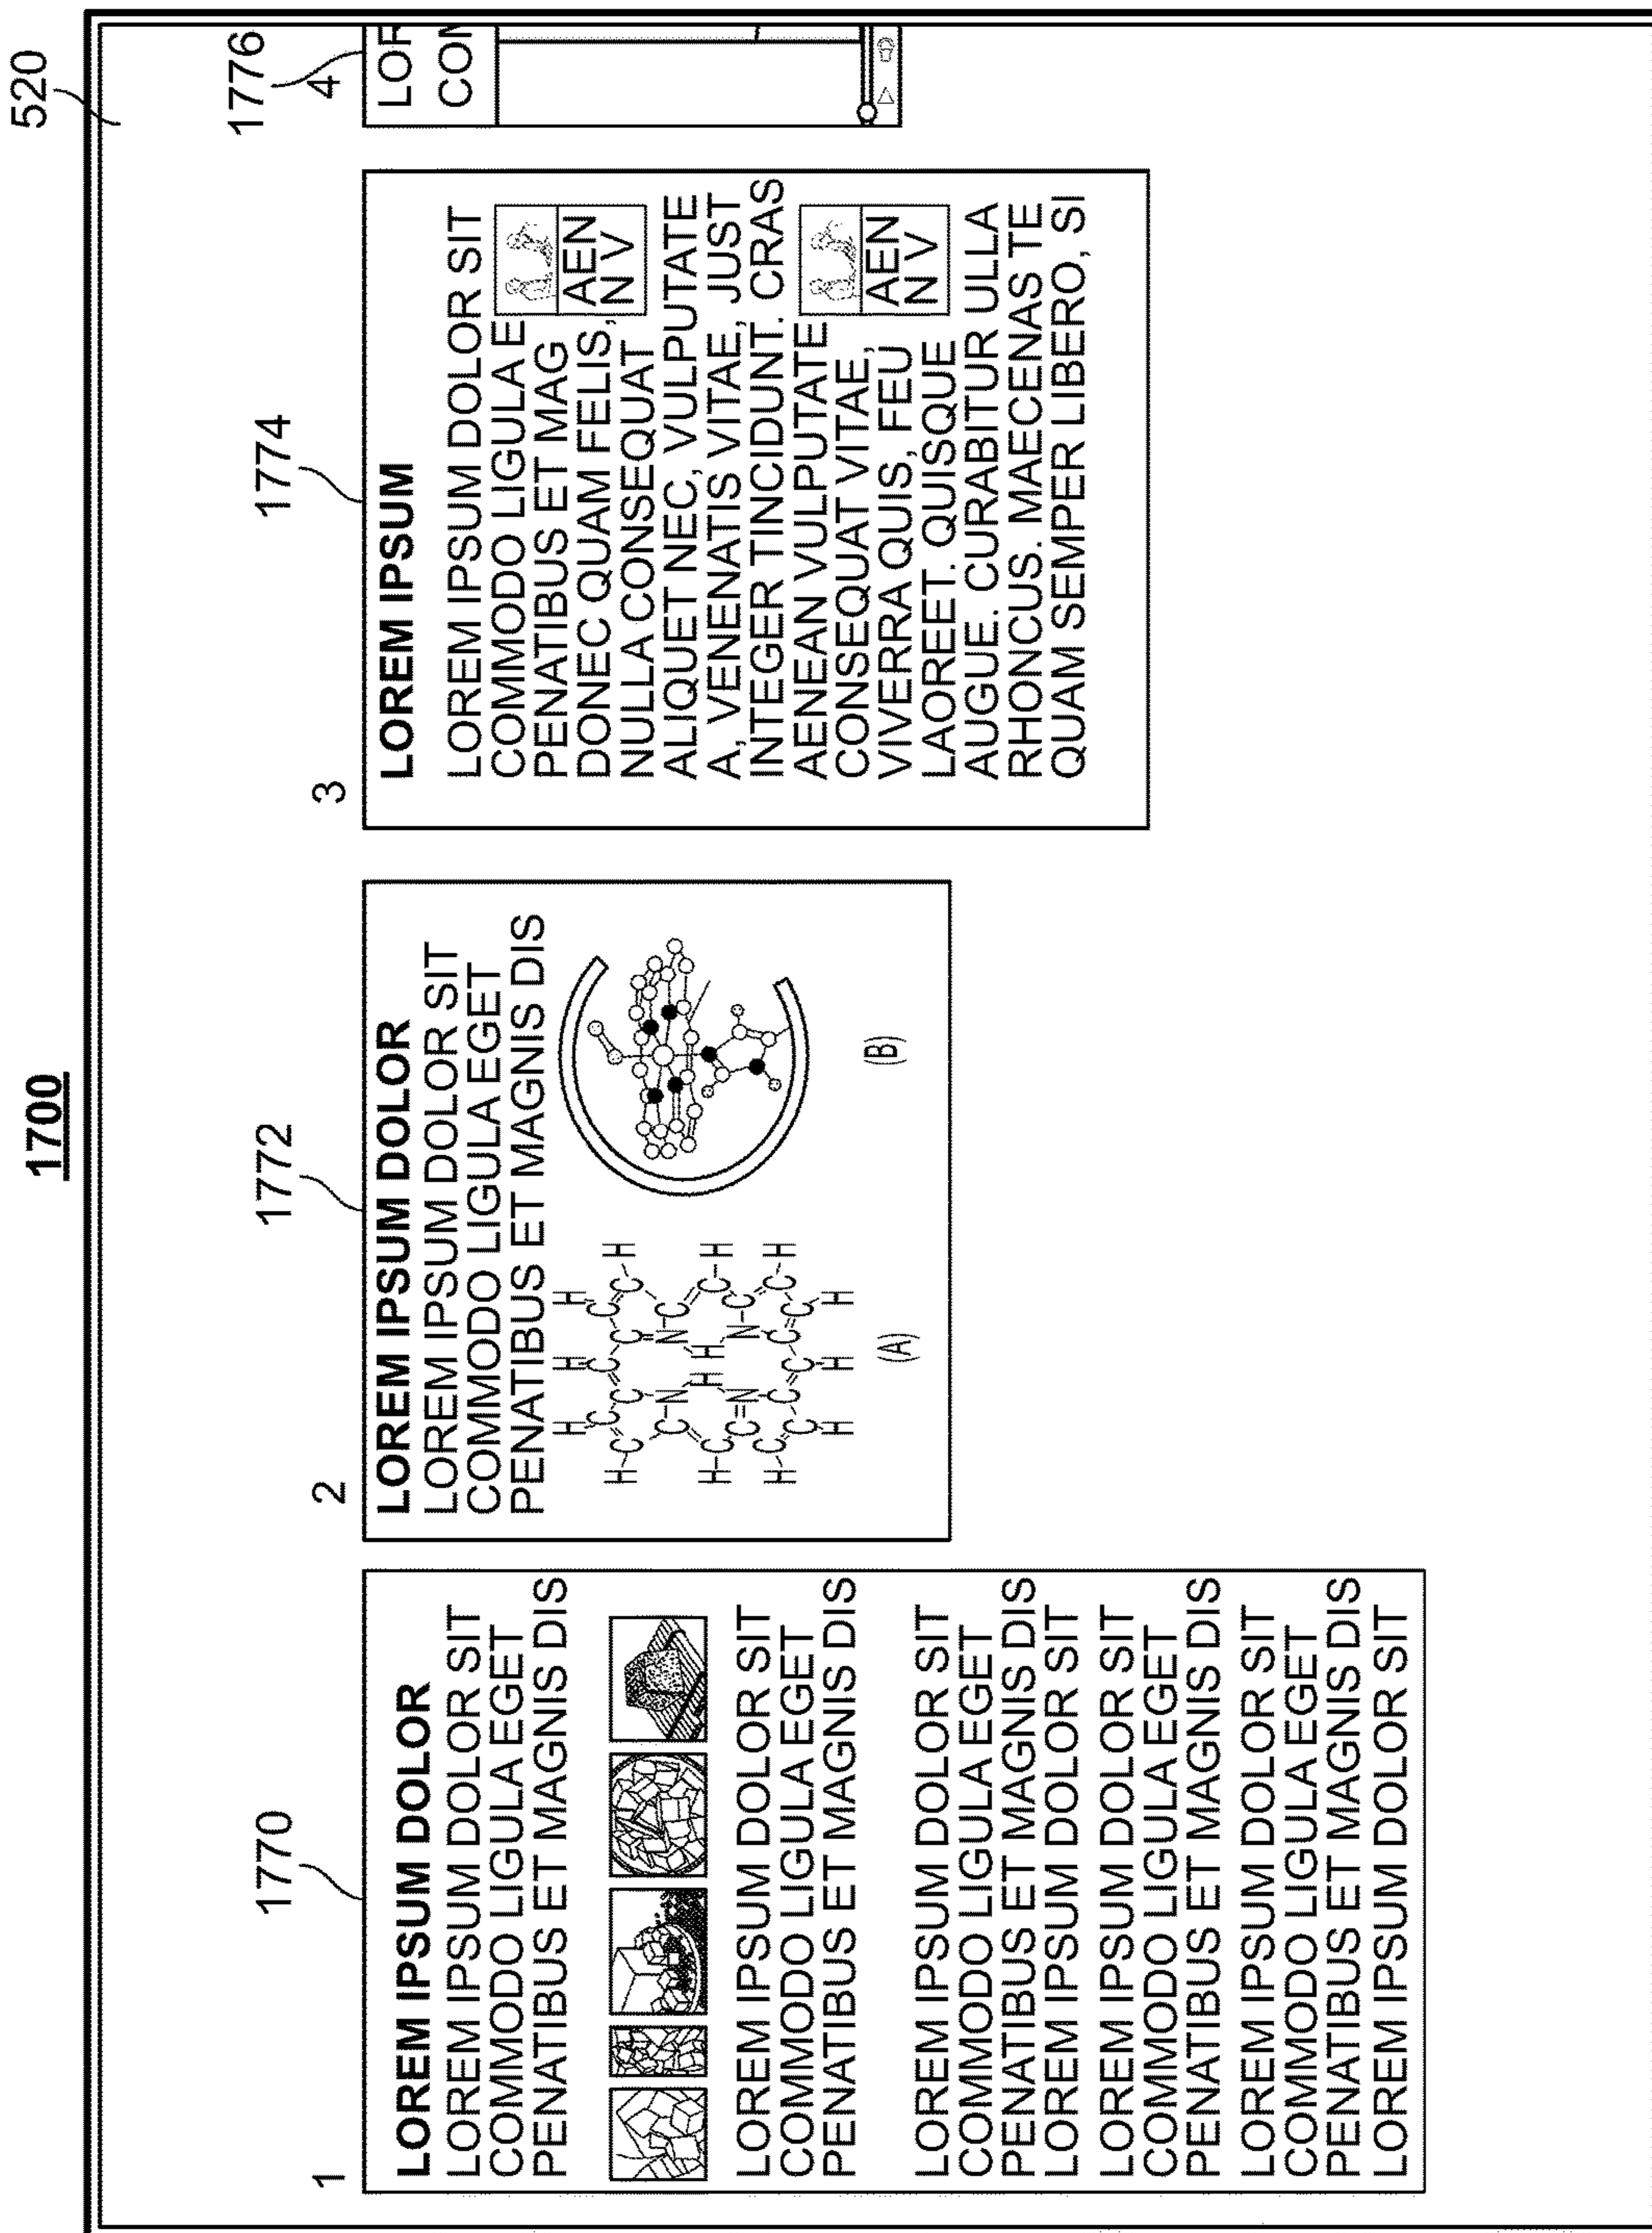 1700
520
1770
1
LOREM IPSUM DOLOR
LOREM IPSUM DOLOR SIT
COMMODO LIGULA EGET
PENATIBUS ET MAGNIS DIS
LOREM IPSUM DOLOR SIT
COMMODO LIGULA EGET
PENATIBUS ET MAGNIS DIS
LOREM IPSUM DOLOR SIT
COMMODO LIGULA EGET
PENATIBUS ET MAGNIS DIS
LOREM IPSUM DOLOR SIT
LOREM IPSUM DOLOR SIT
COMMODO LIGULA EGET
PENATIBUS ET MAGNIS DIS
LOREM IPSUM DOLOR SIT
COMMODO LIGULA EGET
PENATIBUS ET MAGNIS DIS
LOREM IPSUM DOLOR SIT
1772
2
LOREM IPSUM DOLOR
LOREM IPSUM DOLOR SIT
COMMODO LIGULA EGET
PENATIBUS ET MAGNIS DIS
H H H
H C C C C C C C H
C N N C
H C H H C H
C N N C
H C C C C C C C H
H H H
(A)
(B)
1774
3
LOREM IPSUM
LOREM IPSUM DOLOR SIT
COMMODO LIGULA E
PENATIBUS ET MAG
DONEC QUAM FELIS,
NULLA CONSEQUAT
AEN
N V
ALIQUET NEC, VULPUTATE
A, VENENATIS VITAE, JUST
INTEGER TINCIDUNT. CRAS
AENEAN VULPUTATE
CONSEQUAT VITAE,
VIVERRA QUIS, FEU
LAOREET. QUISQUE
AEN
N V
AUGUE. CURABITUR ULLA
RHONCUS. MAECENAS TE
QUAM SEMPER LIBERO, SI
1776
4
LOR
CON